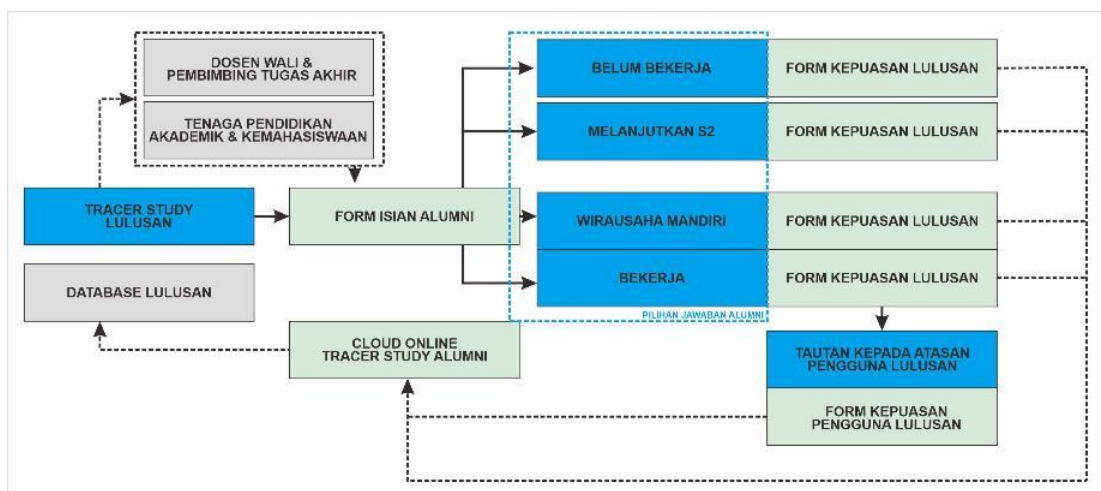 DOSEN WALI &
PEMBIMBING TUGAS AKHIR
TENAGA PENDIDIKAN
AKADEMIK & KEMAHASISWAAN
TRACER STUDY
LULUSAN
FORM ISIAN ALUMNI
DATABASE LULUSAN
CLOUD ONLINE
TRACER STUDY ALUMNI
BELUM BEKERJA
FORM KEPUASAN LULUSAN
MELANJUTKAN S2
FORM KEPUASAN LULUSAN
WIRAUSAHA MANDIRI
FORM KEPUASAN LULUSAN
BEKERJA
FORM KEPUASAN LULUSAN
PILIHAN JAWABAN ALUMNI
TAUTAN KEPADA ATASAN
PENGGUNA LULUSAN
FORM KEPUASAN
PENGGUNA LULUSAN